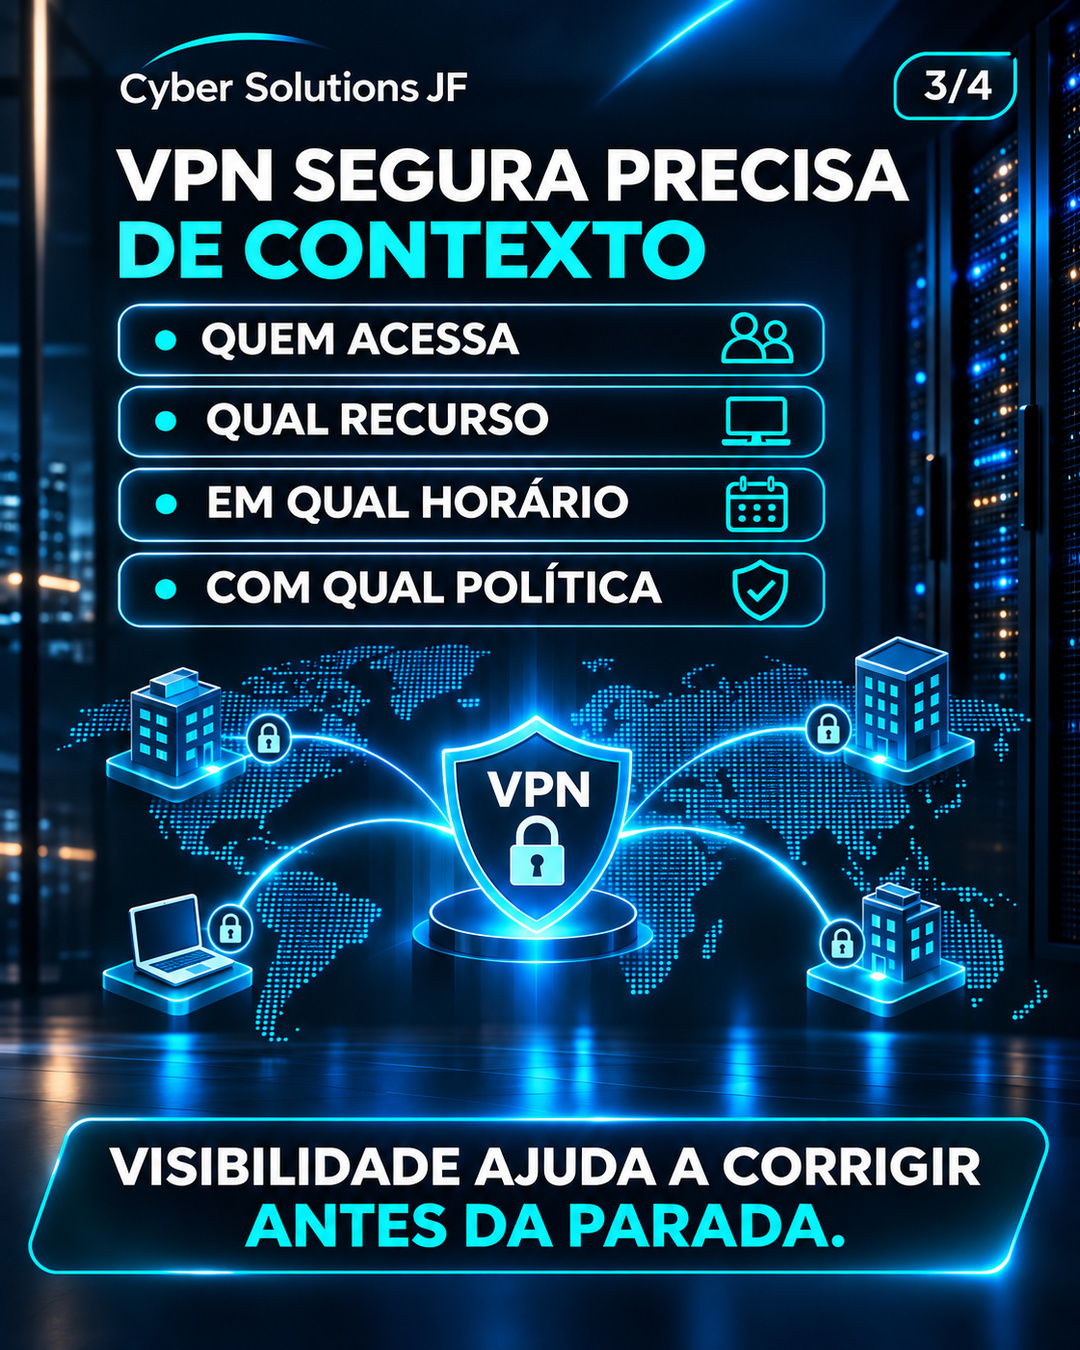 Cyber Solutions JF
3/4
VPN SEGURA PRECISA
DE CONTEXTO
QUEM ACESSA
QUAL RECURSO
EM QUAL HORÁRIO
COM QUAL POLÍTICA
VPN
VISIBILIDADE AJUDA A CORRIGIR
ANTES DA PARADA.